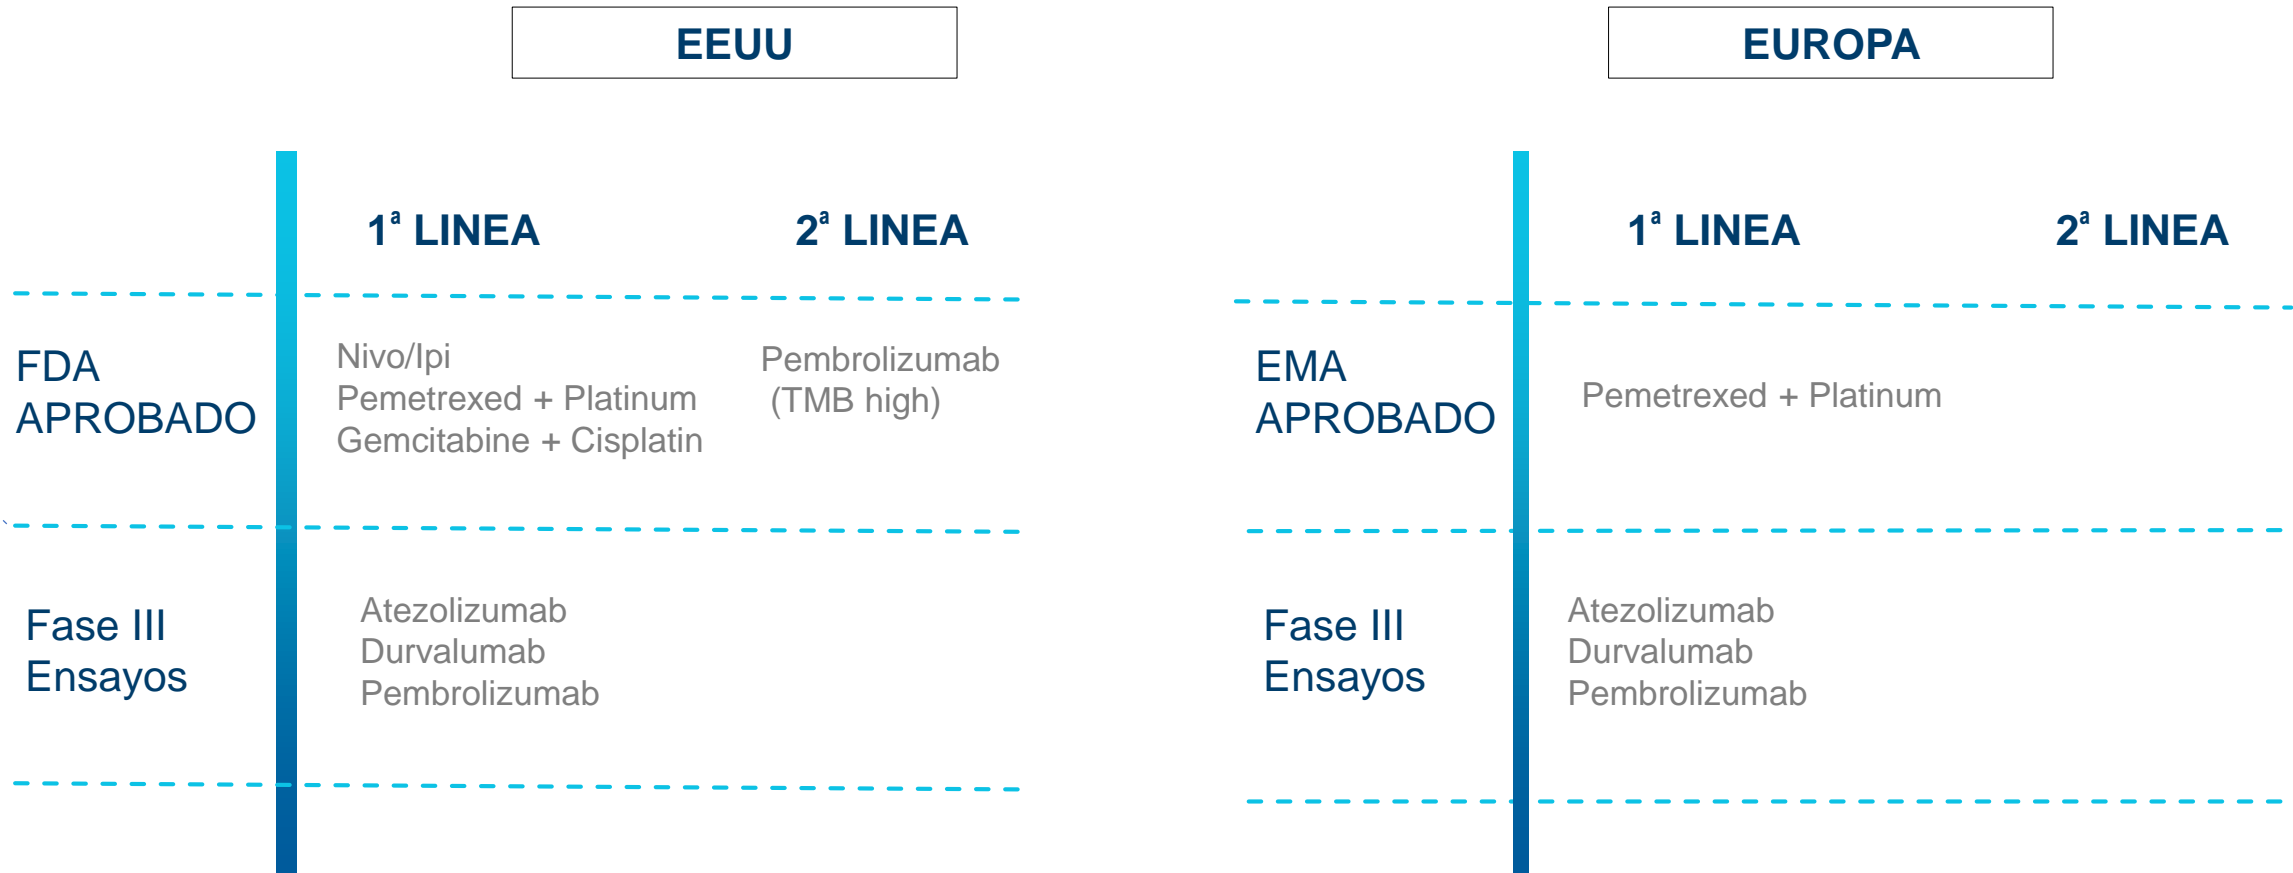 EEUU
1ª LINEA
2ª LINEA
FDA
APROBADO
Nivo/Ipi
Pemetrexed + Platinum
Gemcitabine + Cisplatin
Pembrolizumab
(TMB high)
Fase III
Ensayos
Atezolizumab
Durvalumab
Pembrolizumab
EUROPA
1ª LINEA
2ª LINEA
EMA
APROBADO
Pemetrexed + Platinum
Fase III
Ensayos
Atezolizumab
Durvalumab
Pembrolizumab